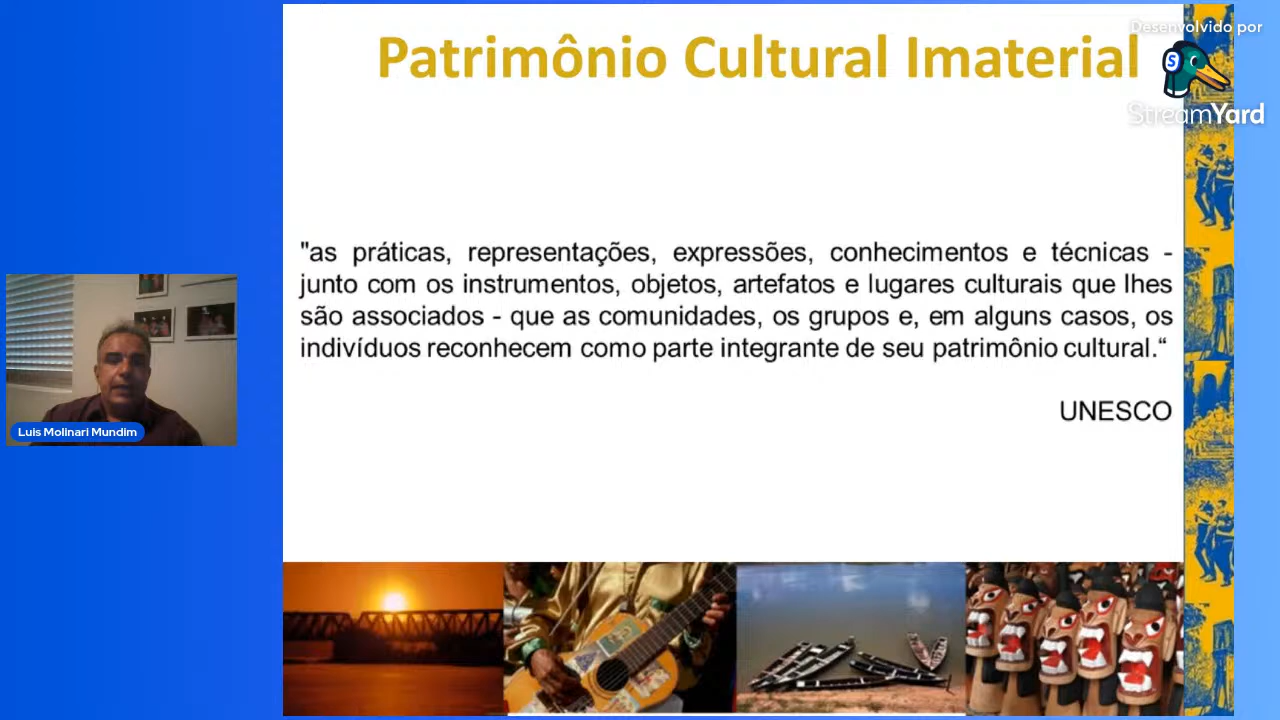 Patrimônio Cultural Imaterial
Desenvolvido por
StreamYard
"as práticas, representações, expressões, conhecimentos e técnicas -
junto com os instrumentos, objetos, artefatos e lugares culturais que lhes
são associados - que as comunidades, os grupos e, em alguns casos, os
indivíduos reconhecem como parte integrante de seu patrimônio cultural.“
UNESCO
Luis Molinari Mundim